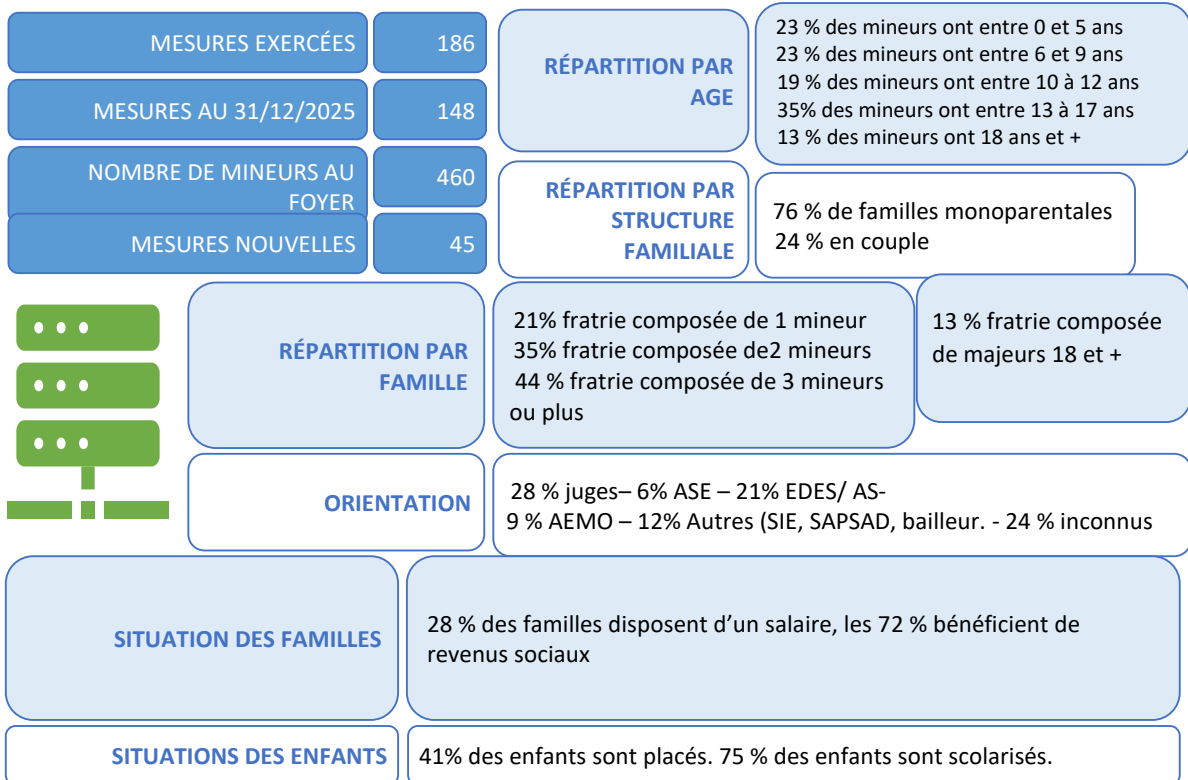 MESURES EXERCÉES
186
MESURES AU 31/12/2025
148
NOMBRE DE MINEURS AU
FOYER
460
MESURES NOUVELLES
45
RÉPARTITION PAR
AGE
23 % des mineurs ont entre 0 et 5 ans
23 % des mineurs ont entre 6 et 9 ans
19 % des mineurs ont entre 10 à 12 ans
35% des mineurs ont entre 13 à 17 ans
13 % des mineurs ont 18 ans et +
RÉPARTITION PAR
STRUCTURE
FAMILIALE
76 % de familles monoparentales
24 % en couple
RÉPARTITION PAR
FAMILLE
21% fratrie composée de 1 mineur
35% fratrie composée de2 mineurs
44 % fratrie composée de 3 mineurs
ou plus
13 % fratrie composée
de majeurs 18 et +
ORIENTATION
28 % juges– 6% ASE – 21% EDES/ AS-
9 % AEMO – 12% Autres (SIE, SAPSAD, bailleur. - 24 % inconnus
SITUATION DES FAMILLES
28 % des familles disposent d’un salaire, les 72 % bénéficient de
revenus sociaux
SITUATIONS DES ENFANTS
41% des enfants sont placés. 75 % des enfants sont scolarisés.